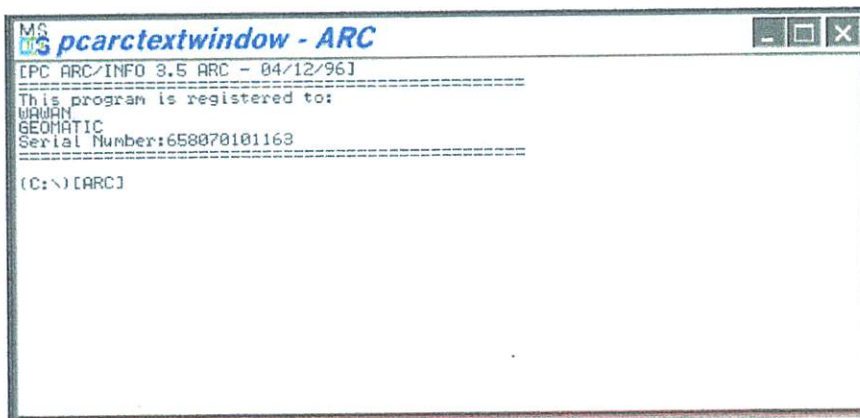 MS
DOS pcarctextwindow - ARC
[PC ARC/INFO 3.5 ARC - 04/12/96]
==============================================
This program is registered to:
WAWAN
GEOMATIC
Serial Number:658070101163
==============================================
(C:\)[ARC]